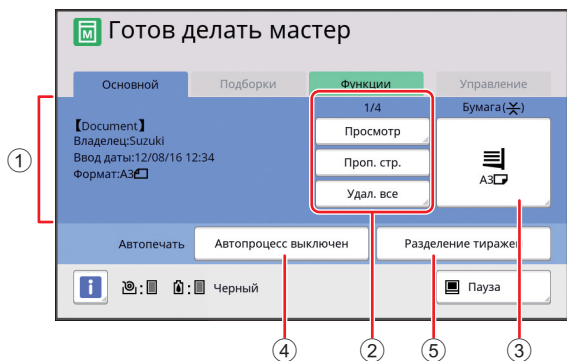 Готов делать мастер
Основной Подборки Функции Управление
1/4 Бумага( )
【Document】
Владелец:Suzuki
Ввод даты:12/08/16 12:34
Формат:A3
Просмотр
Проп. стр.
Удал. все
A3
Автопечать Автопроцесс выключен Разделение тиражей
i : : Черный Пауза
1
4 2 5 3